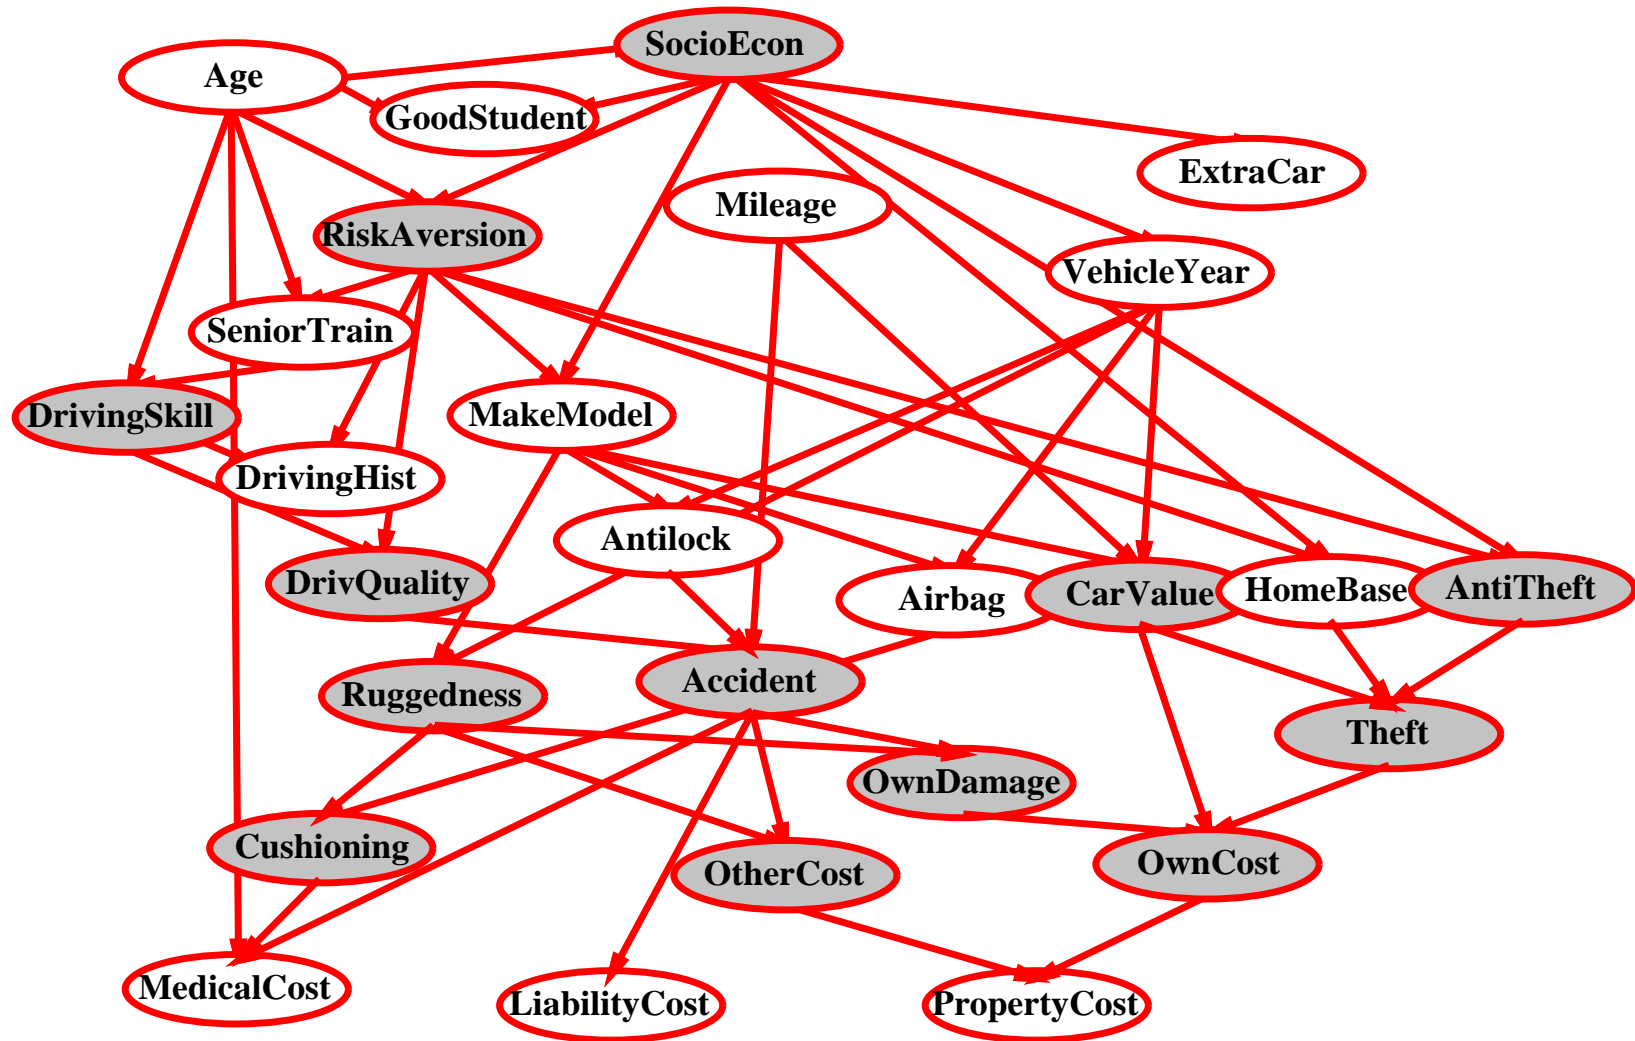 SocioEcon
Age
GoodStudent
ExtraCar
Mileage
RiskAversion
VehicleYear
SeniorTrain
DrivingSkill
MakeModel
DrivingHist
Antilock
DrivQuality
Airbag
CarValue
HomeBase
AntiTheft
Ruggedness
Accident
Theft
OwnDamage
Cushioning
OtherCost
OwnCost
MedicalCost
LiabilityCost
PropertyCost